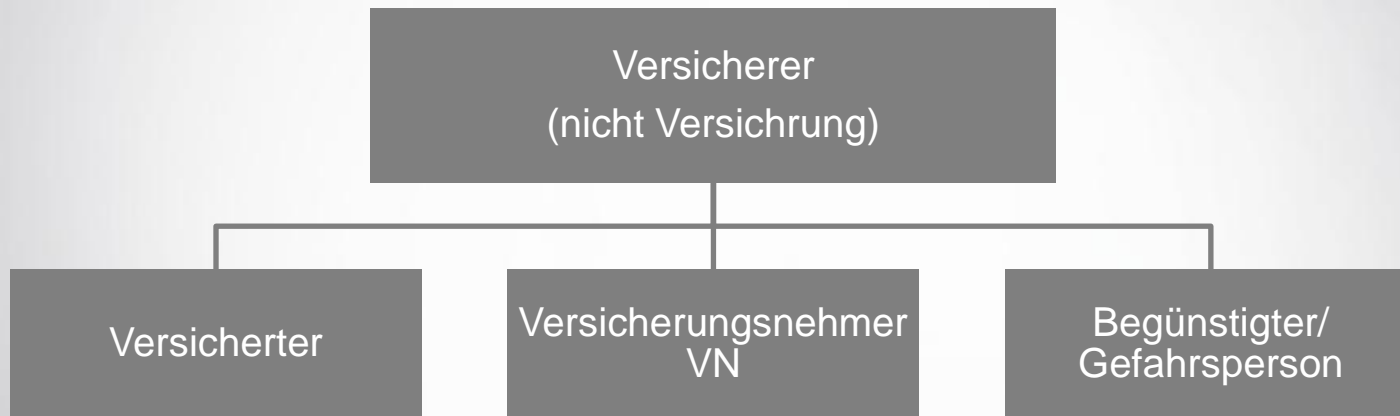 Versicherer
(nicht Versichrung)
Versicherter
Versicherungsnehmer
VN
Begünstigter/
Gefahrsperson